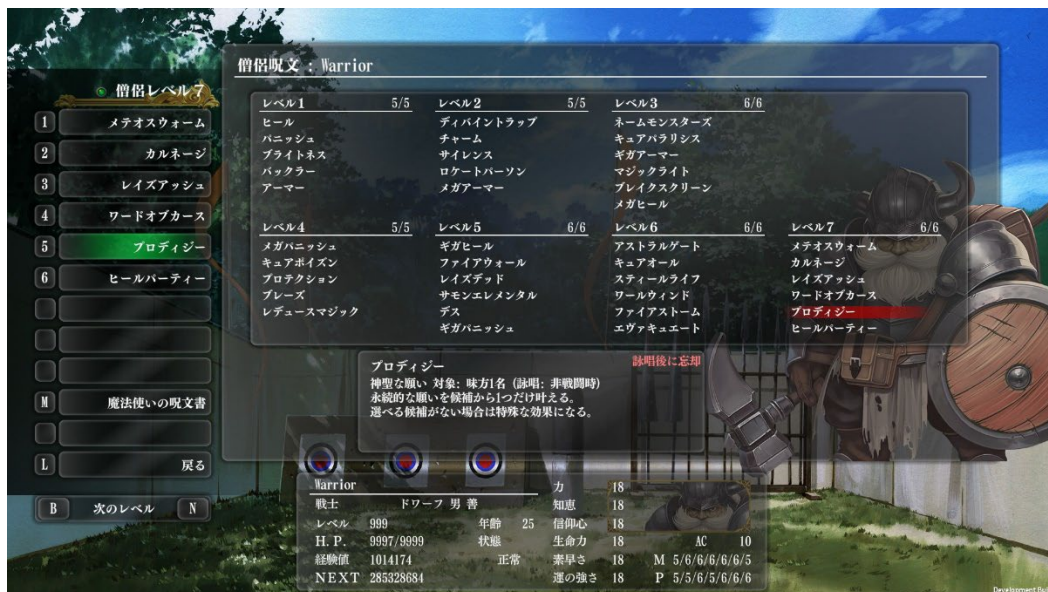 僧侶呪文 : Warrior
僧侶レベル7
1 メテオスウォーム
2 カルネージ
3 レイズアッシュ
4 ワードオブカース
5 プロディジー
6 ヒールパーティー
M 魔法使いの呪文書
L 戻る
B 次のレベル N
レベル1 5/5
ヒール
バニッシュ
ブライトネス
バックラー
アーマー
レベル2 5/5
ディバイントラップ
チャーム
サイレンス
ロケートパーソン
メガアーマー
レベル3 6/6
ネームモンスターズ
キュアパラリシス
ギガアーマー
マジックライト
ブレイクスクリーン
メガヒール
レベル4 5/5
メガバニッシュ
キュアポイズン
プロテクション
ブレーズ
レデュースマジック
レベル5 6/6
ギガヒール
ファイアウォール
レイズデッド
サモンエレメンタル
デス
ギガバニッシュ
レベル6 6/6
アストラルゲート
キュアオール
スティールライフ
ワールウィンド
ファイアストーム
エヴァキュエート
レベル7 6/6
メテオスウォーム
カルネージ
レイズアッシュ
ワードオブカース
プロディジー
ヒールパーティー
プロディジー
詠唱後に忘却
神聖な願い 対象: 味方1名 (詠唱: 非戦闘時)
永続的な願いを候補から1つだけ叶える。
選べる候補がない場合は特殊な効果になる。
Warrior
戦士 ドワーフ 男 善
レベル 999 年齢 25
H.P. 9997/9999 状態
経験値 1014174 正常
NEXT 285328684
力 18
知恵 18
信仰心 18
生命力 18 AC 10
素早さ 18 M 5/6/6/6/6/6/5
運の強さ 18 P 5/5/6/5/6/6/6
Development Bui